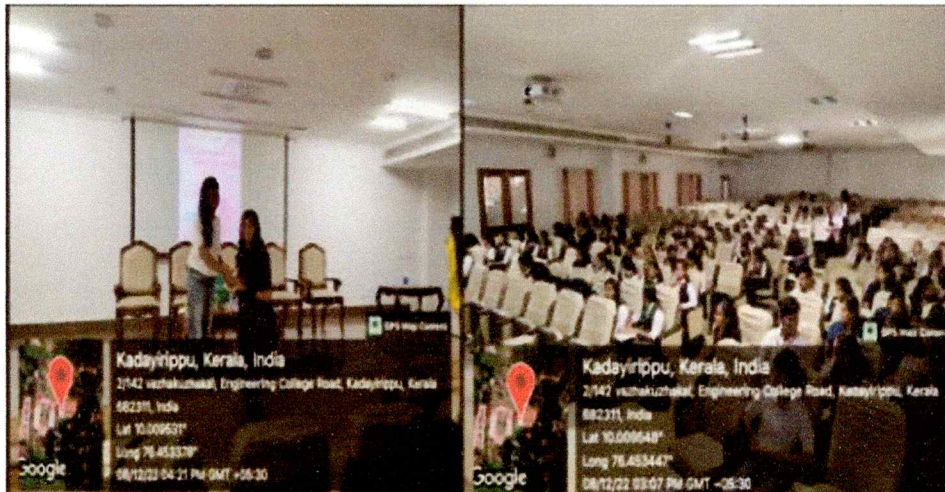 GPS Map Camera
Kadayirippu, Kerala, India
2/142 vazhakuzhakal, Engineering College Road, Kadayirippu, Kerala
682311, India
Lat 10.009531°
Long 76.453378°
08/12/22 04:21 PM GMT +05:30
Google
GPS Map Camera
Kadayirippu, Kerala, India
2/142 vazhakuzhakal, Engineering College Road, Kadayirippu, Kerala
682311, India
Lat 10.009548°
Long 76.453447°
08/12/22 03:07 PM GMT +05:30
Google